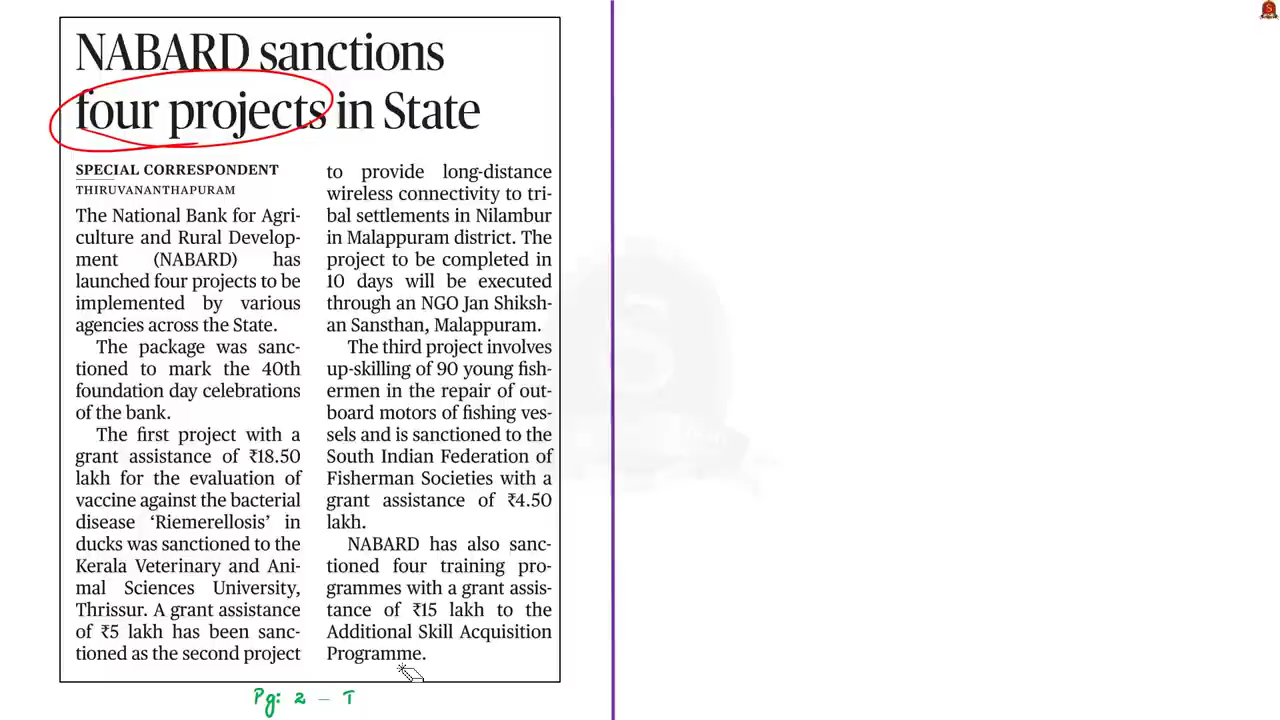 NABARD sanctions
four projects in State
SPECIAL CORRESPONDENT
THIRUVANANTHAPURAM
The National Bank for Agri-
culture and Rural Develop-
ment (NABARD) has
launched four projects to be
implemented by various
agencies across the State.
The package was sanc-
tioned to mark the 40th
foundation day celebrations
of the bank.
The first project with a
grant assistance of ₹18.50
lakh for the evaluation of
vaccine against the bacterial
disease ‘Riemerellosis’ in
ducks was sanctioned to the
Kerala Veterinary and Ani-
mal Sciences University,
Thrissur. A grant assistance
of ₹5 lakh has been sanc-
tioned as the second project
to provide long-distance
wireless connectivity to tri-
bal settlements in Nilambur
in Malappuram district. The
project to be completed in
10 days will be executed
through an NGO Jan Shiksh-
an Sansthan, Malappuram.
The third project involves
up-skilling of 90 young fish-
ermen in the repair of out-
board motors of fishing ves-
sels and is sanctioned to the
South Indian Federation of
Fisherman Societies with a
grant assistance of ₹4.50
lakh.
NABARD has also sanc-
tioned four training pro-
grammes with a grant assis-
tance of ₹15 lakh to the
Additional Skill Acquisition
Programme.
Pg: 2 - T